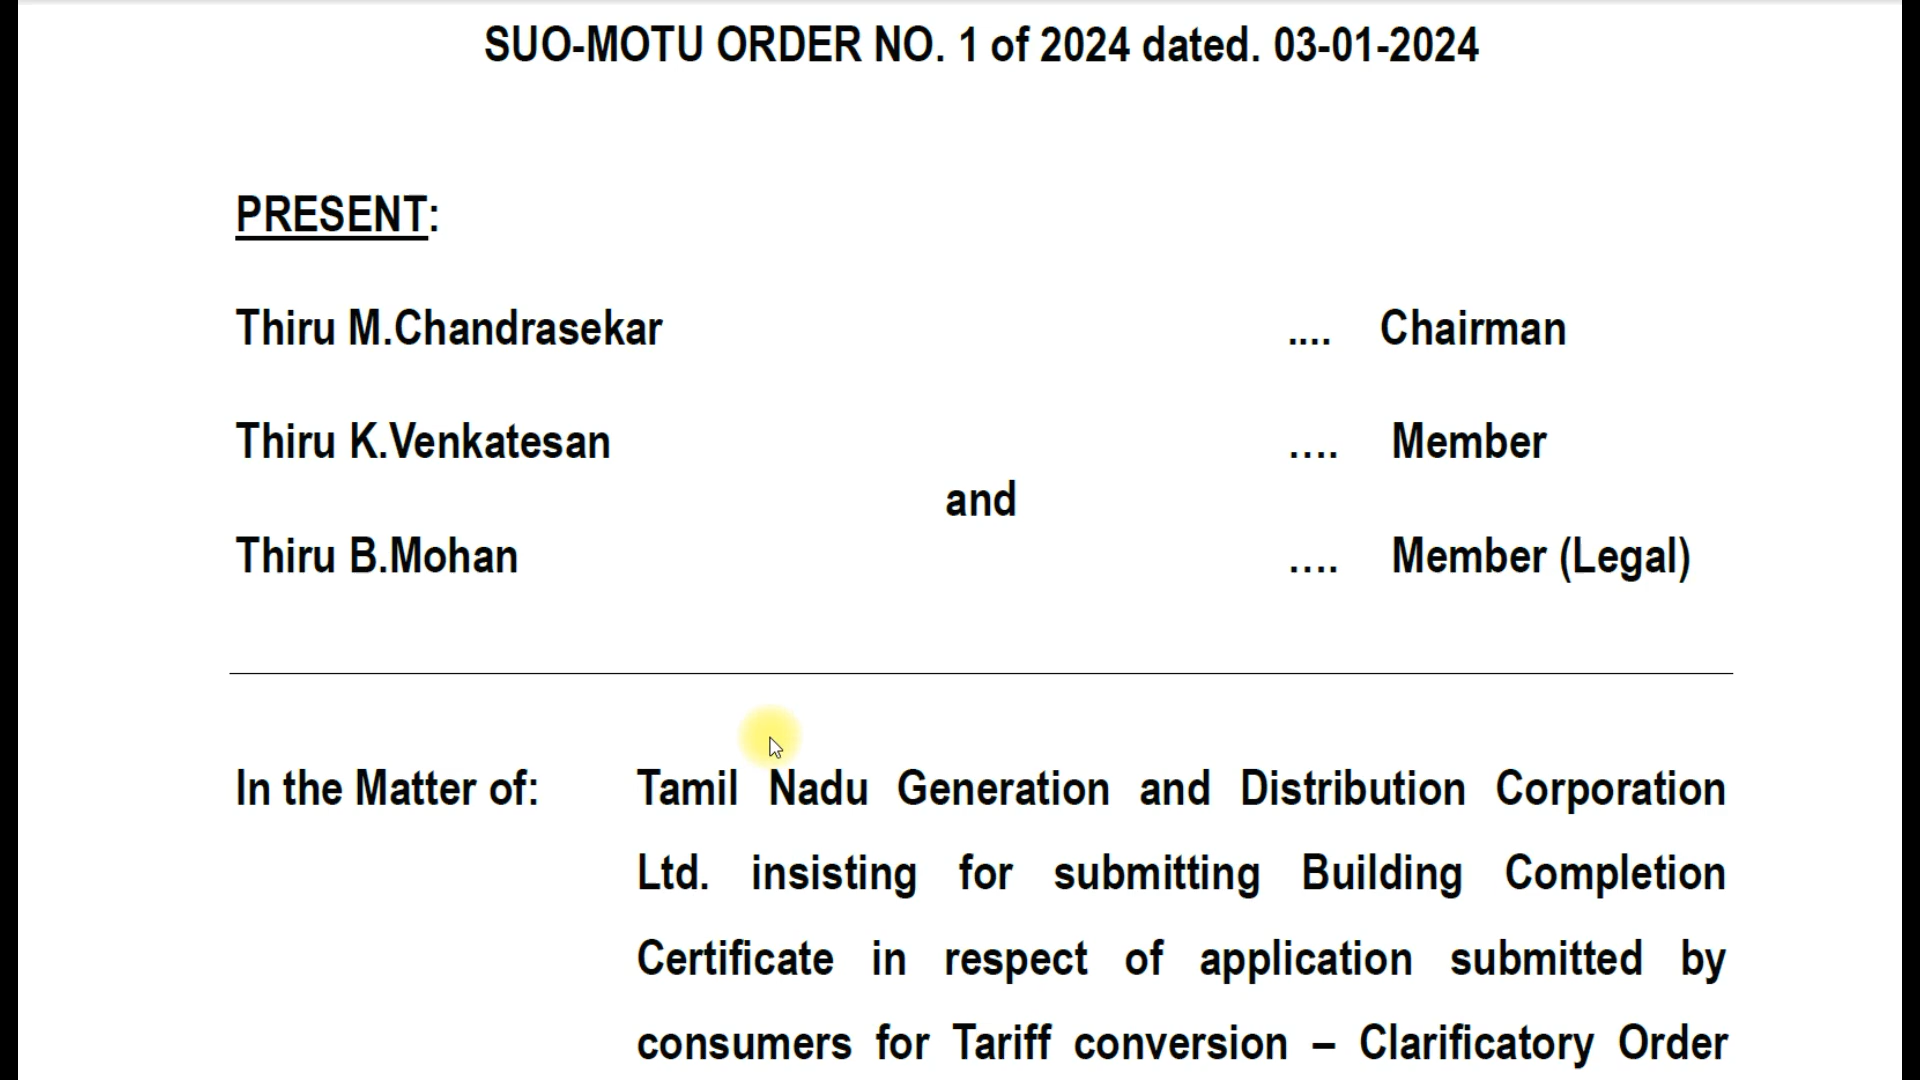 SUO-MOTU ORDER NO. 1 of 2024 dated. 03-01-2024
PRESENT:
Thiru M.Chandrasekar .... Chairman
Thiru K.Venkatesan .... Member
and
Thiru B.Mohan .... Member (Legal)
In the Matter of: Tamil Nadu Generation and Distribution Corporation
Ltd. insisting for submitting Building Completion
Certificate in respect of application submitted by
consumers for Tariff conversion – Clarificatory Order